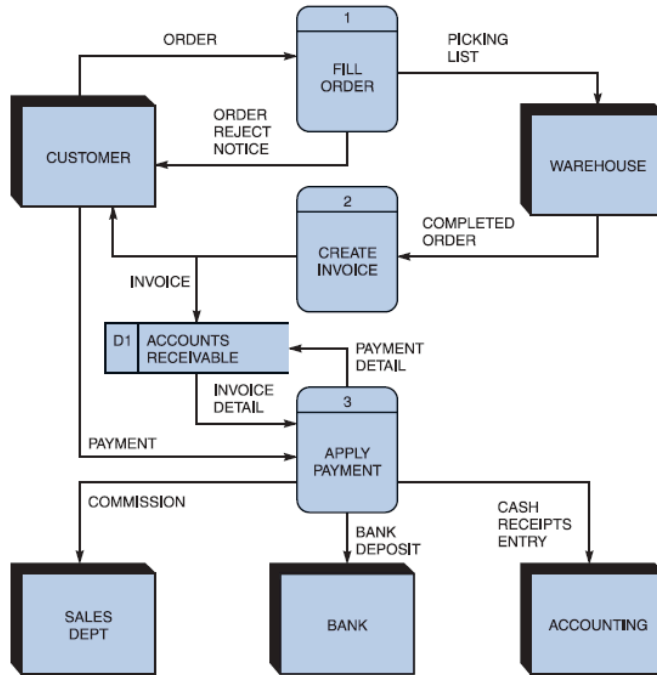 1
ORDER
PICKING
LIST
FILL
ORDER
ORDER
REJECT
NOTICE
CUSTOMER
WAREHOUSE
2
COMPLETED
ORDER
CREATE
INVOICE
INVOICE
D1
ACCOUNTS
RECEIVABLE
PAYMENT
DETAIL
INVOICE
DETAIL
3
APPLY
PAYMENT
PAYMENT
COMMISSION
CASH
RECEIPTS
ENTRY
BANK
DEPOSIT
SALES
DEPT
BANK
ACCOUNTING